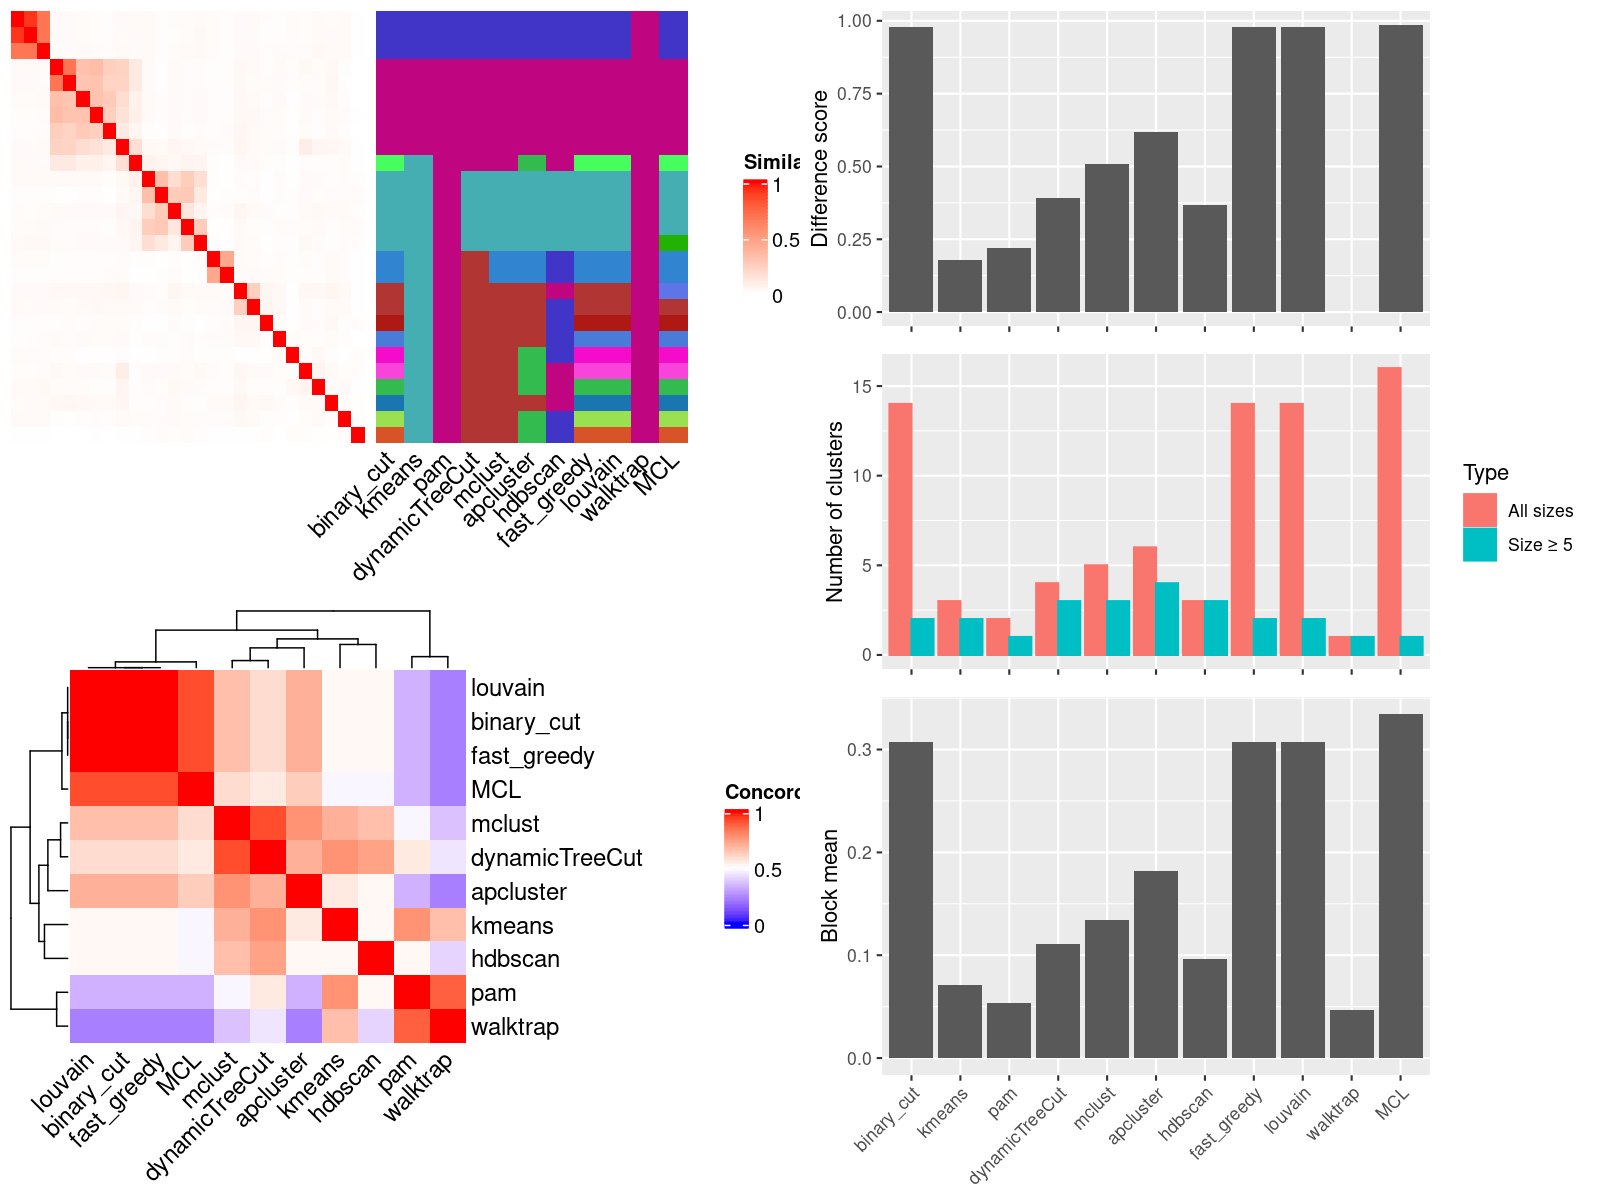 Simila
1
0.5
0
binary_cut
kmeans
pam
dynamicTreeCut
mclust
apcluster
hdbscan
fast_greedy
louvain
walktrap
MCL
louvain
binary_cut
fast_greedy
MCL
mclust
dynamicTreeCut
apcluster
kmeans
hdbscan
pam
walktrap
Concord
1
0.5
0
louvain
binary_cut
fast_greedy
MCL
mclust
dynamicTreeCut
apcluster
kmeans
hdbscan
pam
walktrap
Difference score
1.00
0.75
0.50
0.25
0.00
Number of clusters
15
10
5
0
Type
All sizes
Size ≥ 5
Block mean
0.3
0.2
0.1
0.0
binary_cut
kmeans
pam
dynamicTreeCut
mclust
apcluster
hdbscan
fast_greedy
louvain
walktrap
MCL